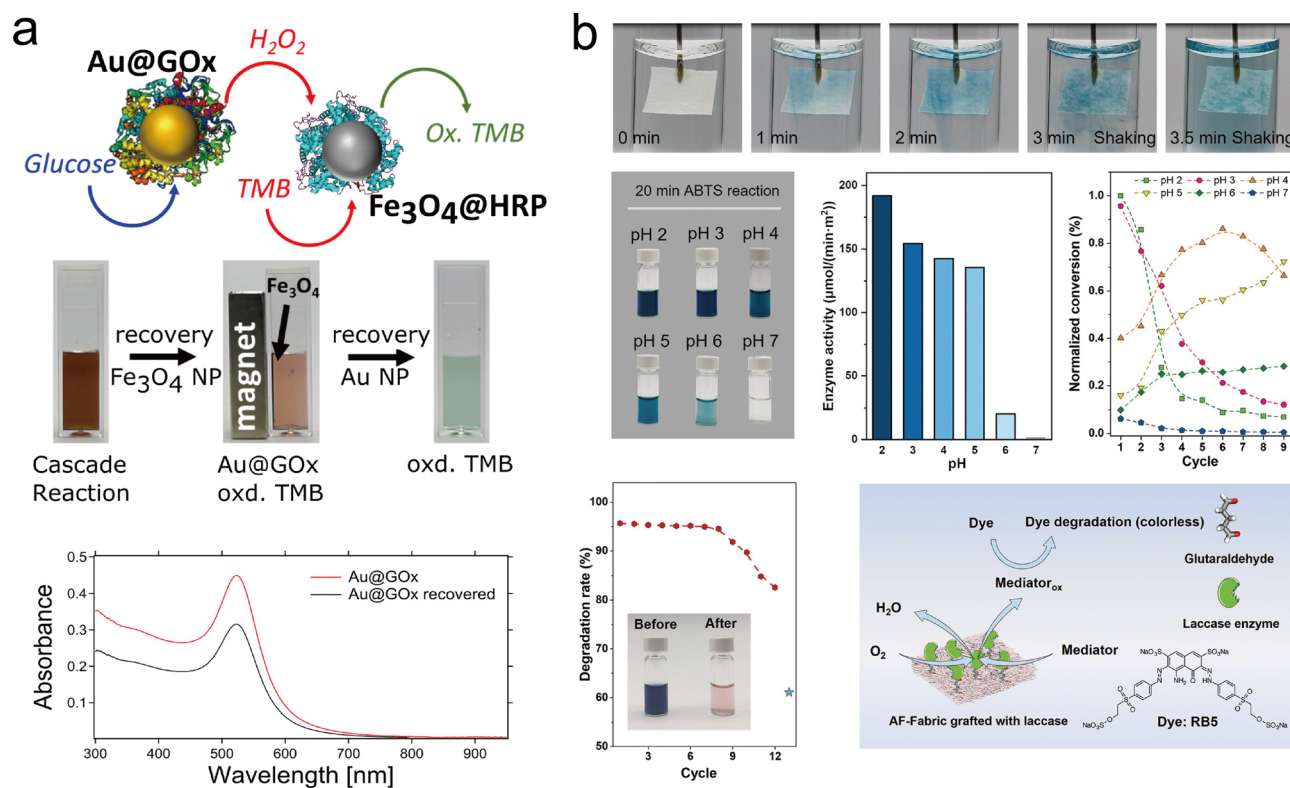 a
Au@GOx
H₂O₂
Ox. TMB
Glucose
TMB
Fe₃O₄@HRP
recovery
Fe₃O₄ NP
magnet
Fe₃O₄
recovery
Au NP
Cascade
Reaction
Au@GOx
oxd. TMB
oxd. TMB
Absorbance
0.5
0.4
0.3
0.2
0.1
0.0
Au@GOx
Au@GOx recovered
300 400 500 600 700 800 900
Wavelength [nm]
b
0 min
1 min
2 min
3 min Shaking
3.5 min Shaking
20 min ABTS reaction
pH 2 pH 3 pH 4
pH 5 pH 6 pH 7
Enzyme activity (μmol/(min·m²))
200
150
100
50
0
2 3 4 5 6 7
pH
pH 2 pH 3 pH 4
pH 5 pH 6 pH 7
Normalized conversion (%)
1.0
0.8
0.6
0.4
0.2
0.0
1 2 3 4 5 6 7 8 9
Cycle
Degradation rate (%)
100
90
80
70
60
50
Before After
3 6 9 12
Cycle
Dye
Dye degradation (colorless)
Glutaraldehyde
Mediatorox
H₂O
Laccase enzyme
O₂
Mediator
AF-Fabric grafted with laccase
NaO₃S
SO₃Na
N
N
NH₂
O
N
HN
O
S
O
O
S
O
NaO₃SO
OSO₃Na
Dye: RB5